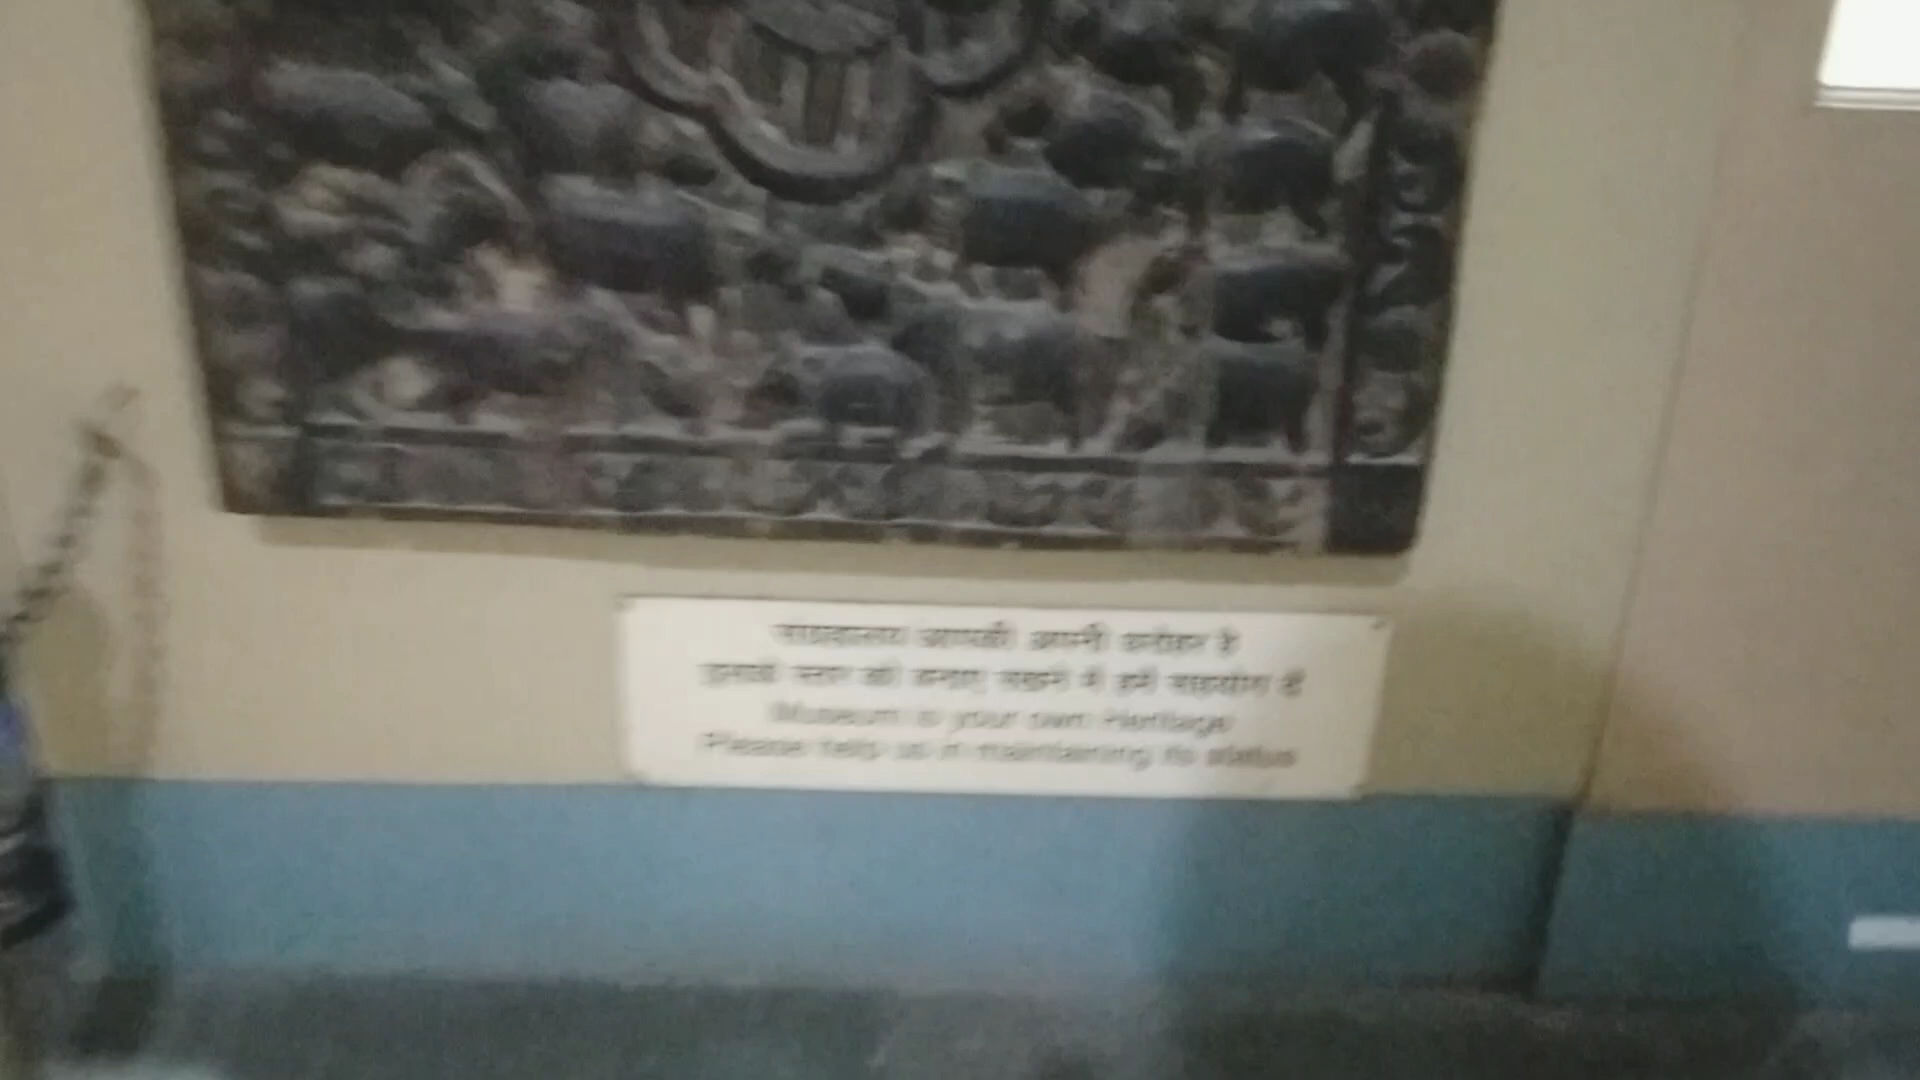 संग्रहालय आपकी अपनी धरोहर है
इसके स्तर को बनाए रखने में हमें सहयोग दें
Museum is your own Heritage
Please help us in maintaining its status